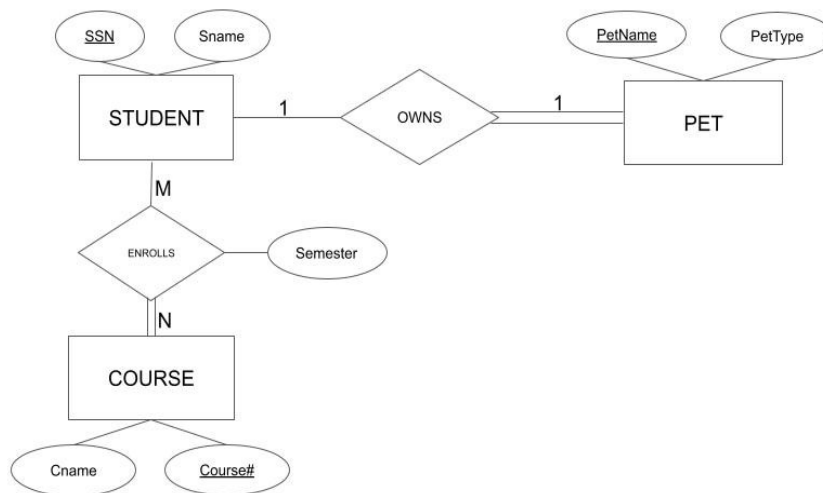 SSN
Sname
PetName
PetType
STUDENT
1
OWNS
1
PET
M
ENROLLS
Semester
N
COURSE
Cname
Course#